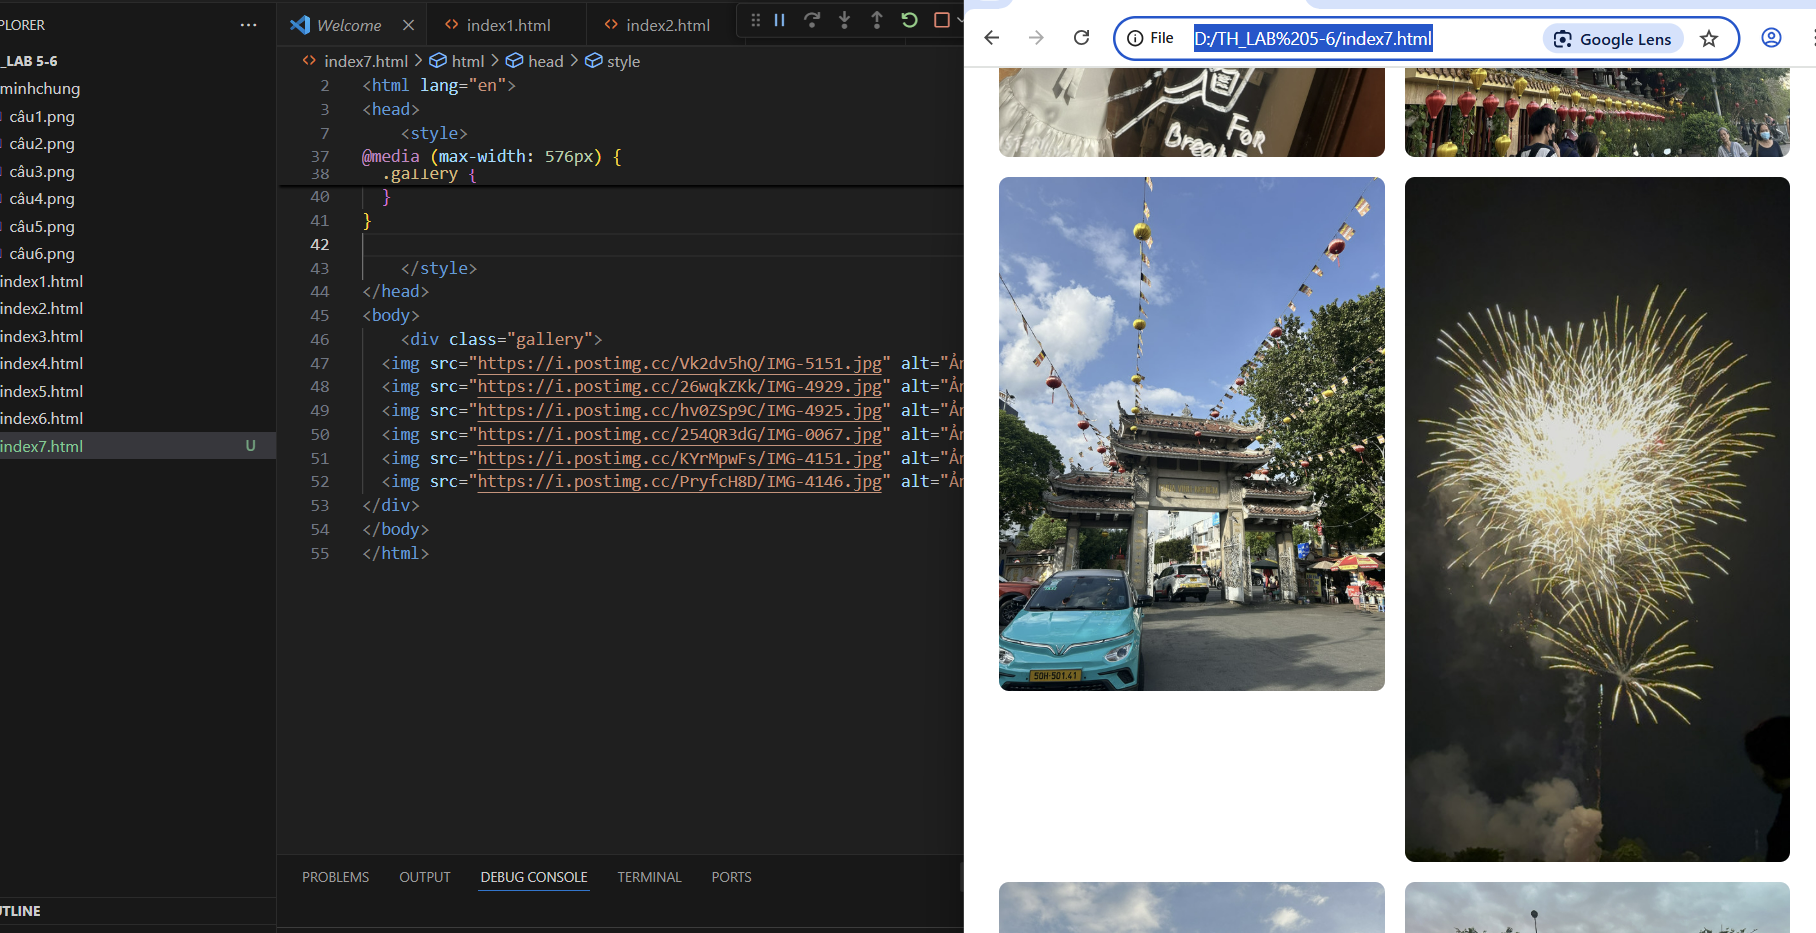 PLORER
_LAB 5-6
minhchung
câu1.png
câu2.png
câu3.png
câu4.png
câu5.png
câu6.png
index1.html
index2.html
index3.html
index4.html
index5.html
index6.html
index7.html U
UTLINE
Welcome
index1.html
index2.html
index7.html > html > head > style
2 <html lang="en">
3 <head>
7 <style>
37 @media (max-width: 576px) {
38 .gallery {
40 }
41 }
42
43 </style>
44 </head>
45 <body>
46 <div class="gallery">
47 <img src="https://i.postimg.cc/Vk2dv5hQ/IMG-5151.jpg" alt="Ản
48 <img src="https://i.postimg.cc/26wqkZKk/IMG-4929.jpg" alt="Ản
49 <img src="https://i.postimg.cc/hv0ZSp9C/IMG-4925.jpg" alt="Ản
50 <img src="https://i.postimg.cc/254QR3dG/IMG-0067.jpg" alt="Ản
51 <img src="https://i.postimg.cc/KYrMpwFs/IMG-4151.jpg" alt="Ản
52 <img src="https://i.postimg.cc/PryfcH8D/IMG-4146.jpg" alt="Ản
53 </div>
54 </body>
55 </html>
PROBLEMS OUTPUT DEBUG CONSOLE TERMINAL PORTS
File D:/TH_LAB%205-6/index7.html Google Lens
For
50H-501.41